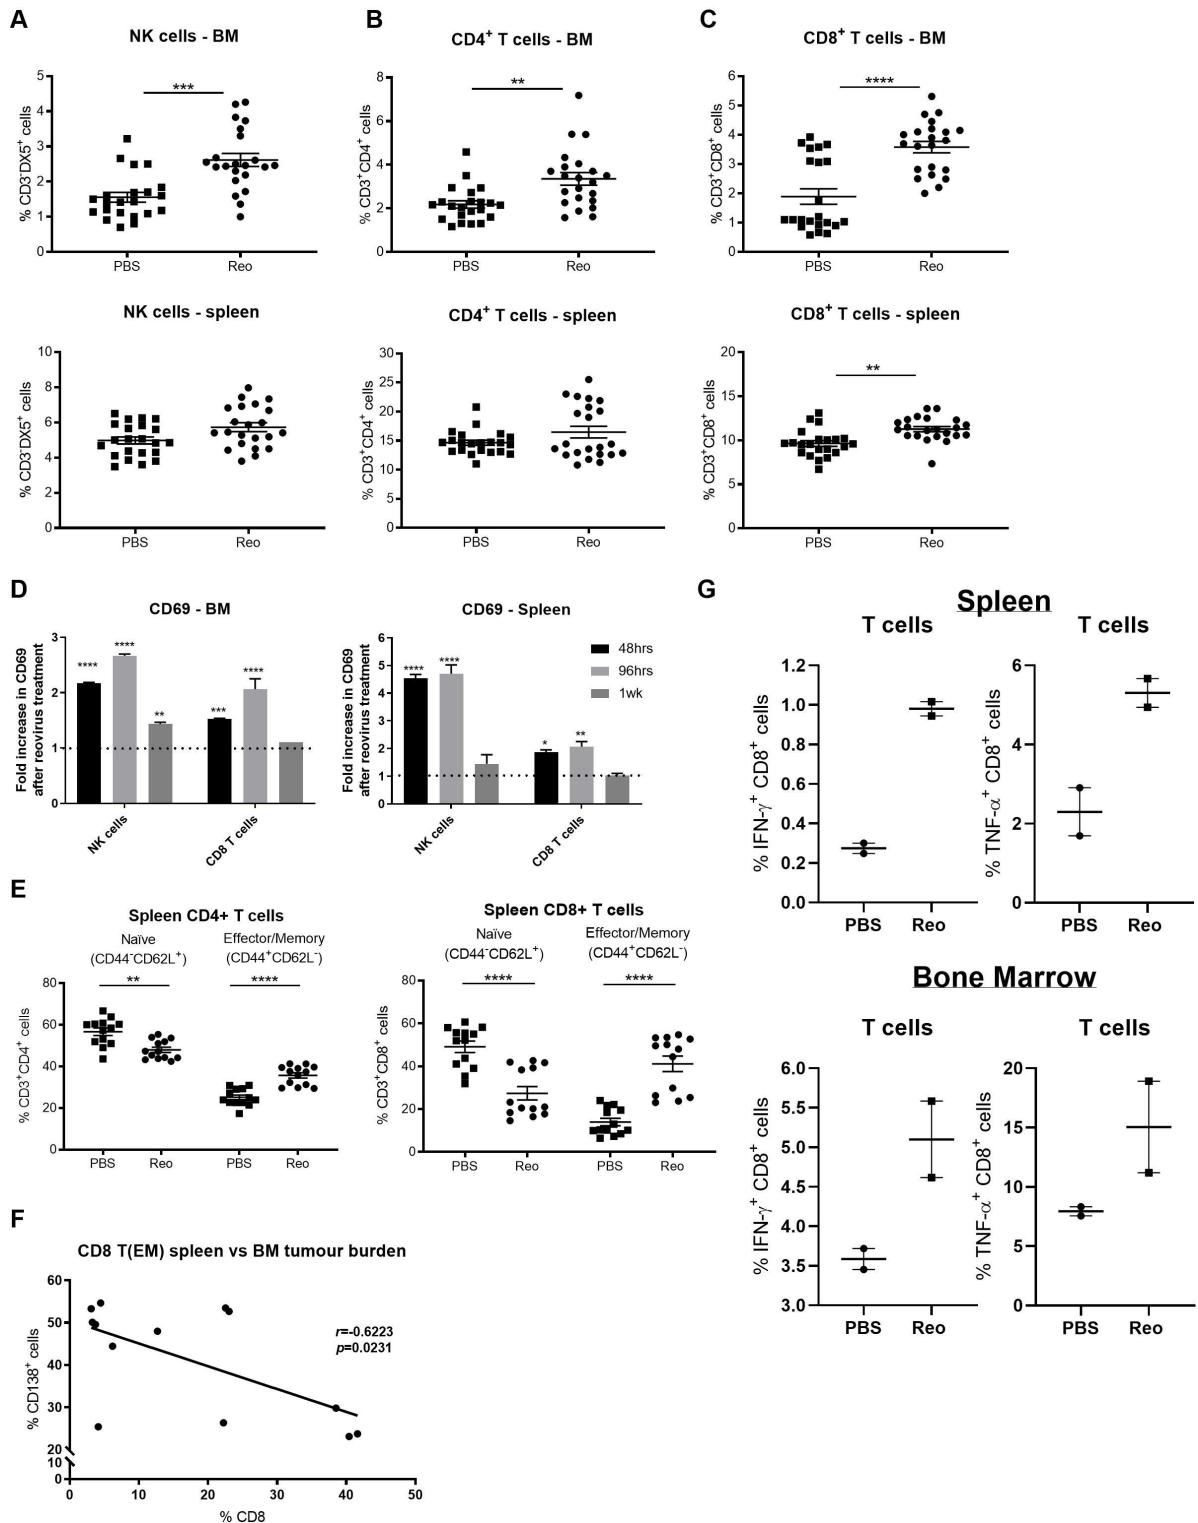 A
NK cells - BM
% CD3⁻DX5⁺ cells
5
4
3
2
1
0
***
PBS
Reo
B
CD4⁺ T cells - BM
% CD3⁺CD4⁺ cells
8
6
4
2
0
**
PBS
Reo
C
CD8⁺ T cells - BM
% CD3⁺CD8⁺ cells
6
5
4
3
2
1
0
****
PBS
Reo
NK cells - spleen
% CD3⁻DX5⁺ cells
10
8
6
4
2
0
PBS
Reo
CD4⁺ T cells - spleen
% CD3⁺CD4⁺ cells
30
25
20
15
10
5
0
PBS
Reo
CD8⁺ T cells - spleen
% CD3⁺CD8⁺ cells
20
15
10
5
0
**
PBS
Reo
D
CD69 - BM
Fold increase in CD69
after reovirus treatment
3
2
1
0
****
****
**
***
****
NK cells
CD8 T cells
CD69 - Spleen
Fold increase in CD69
after reovirus treatment
6
5
4
3
2
1
0
****
****
*
**
48hrs
96hrs
1wk
NK cells
CD8 T cells
E
Spleen CD4+ T cells
Naïve
(CD44⁻CD62L⁺)
Effector/Memory
(CD44⁺CD62L⁻)
**
****
% CD3⁺CD4⁺ cells
80
60
40
20
0
PBS
Reo
PBS
Reo
Spleen CD8+ T cells
Naïve
(CD44⁻CD62L⁺)
Effector/Memory
(CD44⁺CD62L⁻)
****
****
% CD3⁺CD8⁺ cells
80
60
40
20
0
PBS
Reo
PBS
Reo
F
CD8 T(EM) spleen vs BM tumour burden
% CD138⁺ cells
60
50
40
30
20
10
0
r=-0.6223
p=0.0231
0
10
20
30
40
50
% CD8
G
Spleen
T cells
% IFN-γ⁺ CD8⁺ cells
1.2
1.0
0.8
0.6
0.4
0.2
0.0
PBS
Reo
T cells
% TNF-α⁺ CD8⁺ cells
6
4
2
0
PBS
Reo
Bone Marrow
T cells
% IFN-γ⁺ CD8⁺ cells
6.0
5.5
5.0
4.5
4.0
3.5
3.0
PBS
Reo
T cells
% TNF-α⁺ CD8⁺ cells
20
15
10
5
0
PBS
Reo